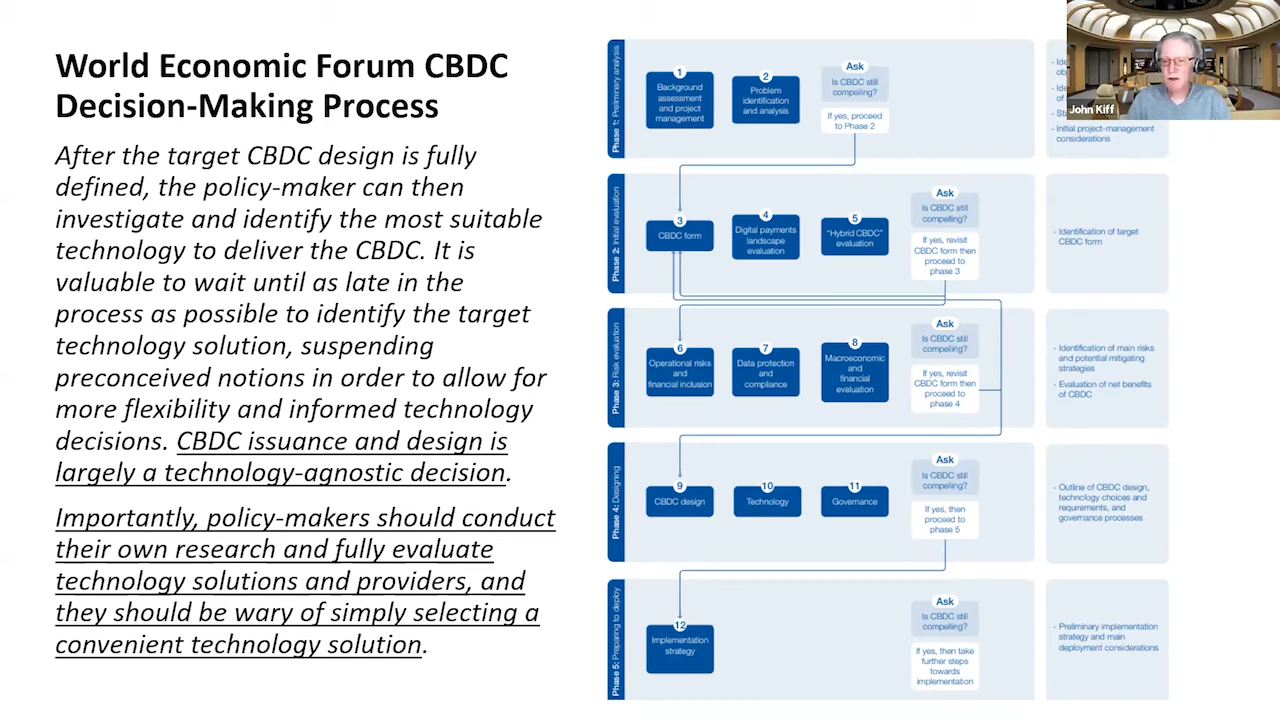 World Economic Forum CBDC
Decision-Making Process
After the target CBDC design is fully
defined, the policy-maker can then
investigate and identify the most suitable
technology to deliver the CBDC. It is
valuable to wait until as late in the
process as possible to identify the target
technology solution, suspending
preconceived notions in order to allow for
more flexibility and informed technology
decisions. CBDC issuance and design is
largely a technology-agnostic decision.
Importantly, policy-makers should conduct
their own research and fully evaluate
technology solutions and providers, and
they should be wary of simply selecting a
convenient technology solution.
Phase 1: Preliminary analysis
1
Background
assessment
and project
management
2
Problem
identification
and analysis
Ask
Is CBDC still
compelling?
If yes, proceed
to Phase 2
John Kiff
- Initial project-management
considerations
Phase 2: Initial evaluation
3
CBDC form
4
Digital payments
landscape
evaluation
5
"Hybrid CBDC"
evaluation
Ask
Is CBDC still
compelling?
If yes, revisit
CBDC form then
proceed to
phase 3
- Identification of target
CBDC form
Phase 3: Risk evaluation
6
Operational risks
and
financial inclusion
7
Data protection
and
compliance
8
Macroeconomic
and
financial
evaluation
Ask
Is CBDC still
compelling?
If yes, revisit
CBDC form then
proceed to
phase 4
- Identification of main risks
and potential mitigating
strategies
- Evaluation of net benefits
of CBDC
Phase 4: Designing
9
CBDC design
10
Technology
11
Governance
Ask
Is CBDC still
compelling?
If yes, then
proceed to
phase 5
- Outline of CBDC design,
technology choices and
requirements, and
governance processes
Phase 5: Preparing to deploy
12
Implementation
strategy
Ask
Is CBDC still
compelling?
If yes, then take
further steps
towards
implementation
- Preliminary implementation
strategy and main
deployment considerations